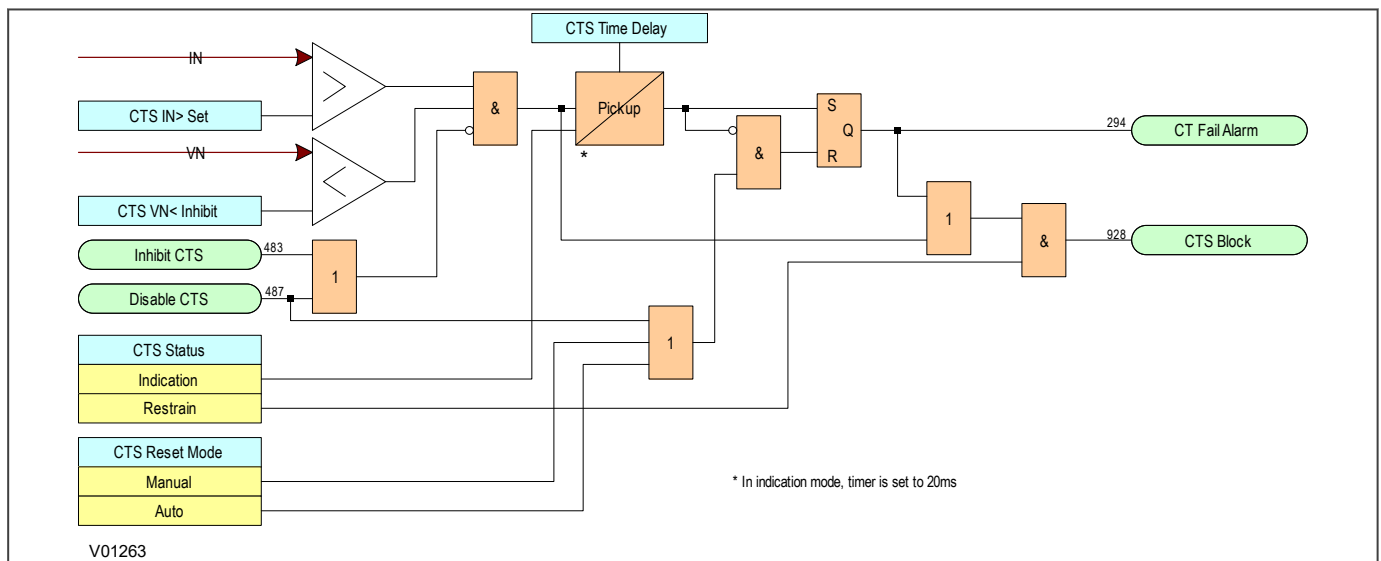 CTS Time Delay
IN
>
CTS IN> Set
&
Pickup
*
S
Q
R
294
CT Fail Alarm
VN
<
CTS VN< Inhibit
&
1
&
928
CTS Block
Inhibit CTS
483
1
Disable CTS
487
1
CTS Status
Indication
Restrain
CTS Reset Mode
Manual
Auto
* In indication mode, timer is set to 20ms
V01263